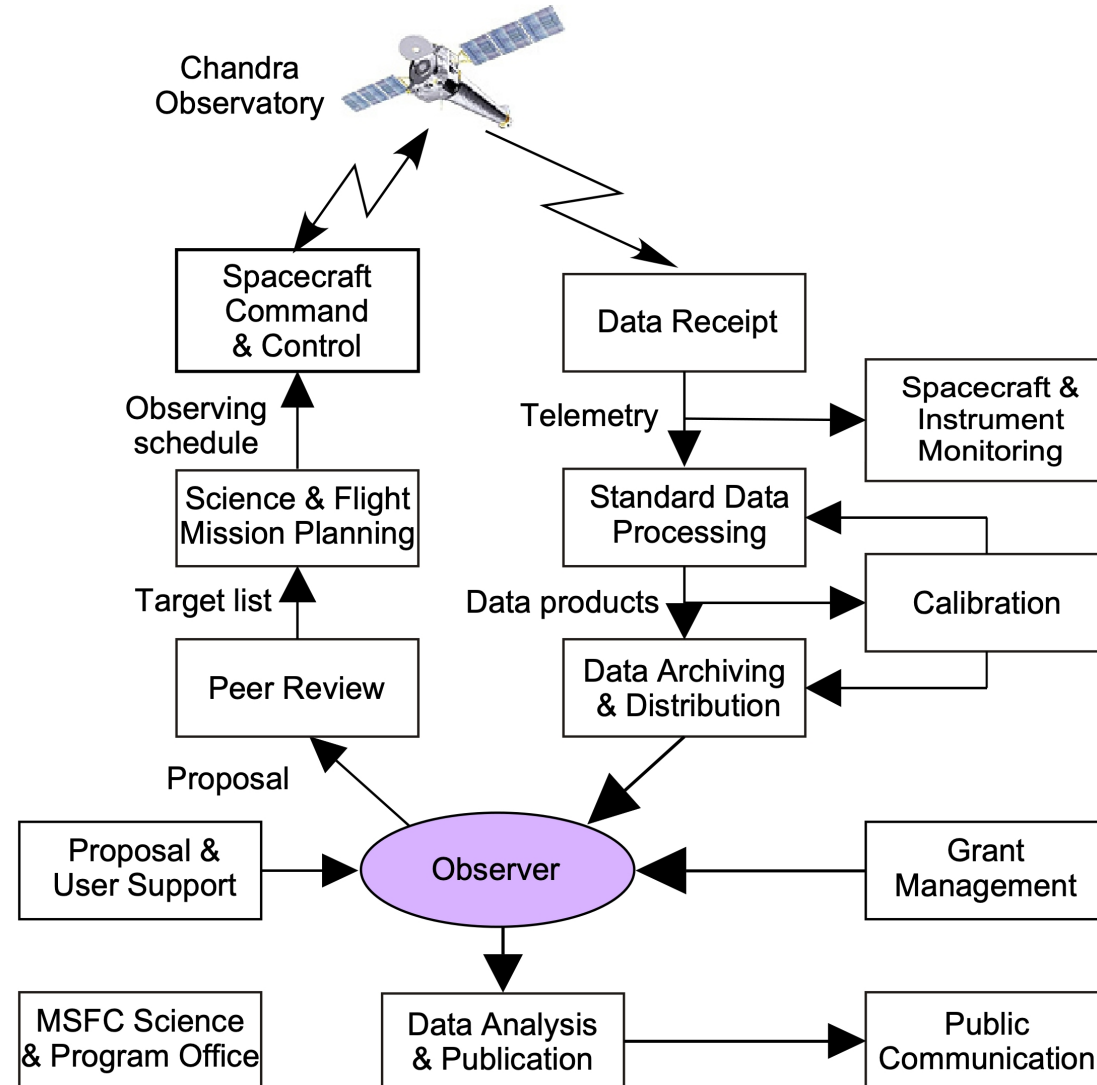 Chandra
Observatory
Spacecraft
Command
& Control
Data Receipt
Observing
schedule
Telemetry
Spacecraft &
Instrument
Monitoring
Science & Flight
Mission Planning
Standard Data
Processing
Target list
Data products
Calibration
Peer Review
Data Archiving
& Distribution
Proposal
Proposal &
User Support
Observer
Grant
Management
MSFC Science
& Program Office
Data Analysis
& Publication
Public
Communication